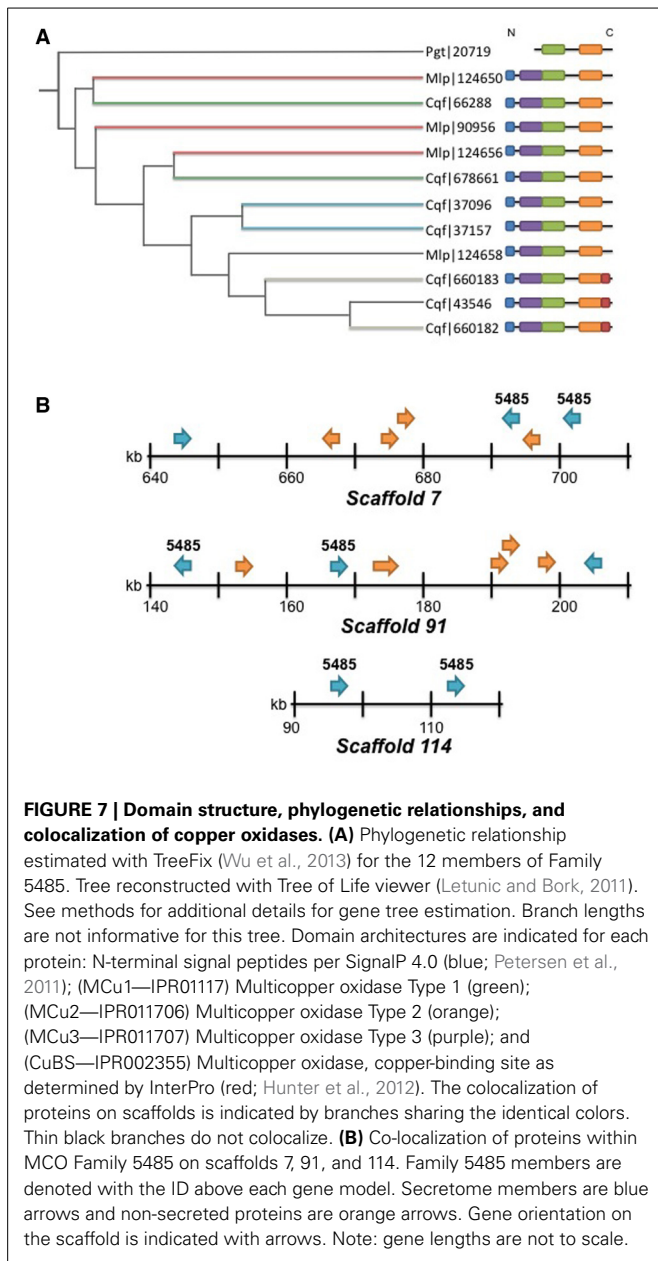 A
N C
Pgt|20719
Mlp|124650
Cqf|66288
Mlp|90956
Mlp|124656
Cqf|678661
Cqf|37096
Cqf|37157
Mlp|124658
Cqf|660183
Cqf|43546
Cqf|660182
B
5485 5485
kb
640 660 680 700
Scaffold 7
5485 5485
kb
140 160 180 200
Scaffold 91
5485 5485
kb
90 110
Scaffold 114
FIGURE 7 | Domain structure, phylogenetic relationships, and
colocalization of copper oxidases. (A) Phylogenetic relationship
estimated with TreeFix (Wu et al., 2013) for the 12 members of Family
5485. Tree reconstructed with Tree of Life viewer (Letunic and Bork, 2011).
See methods for additional details for gene tree estimation. Branch lengths
are not informative for this tree. Domain architectures are indicated for each
protein: N-terminal signal peptides per SignalP 4.0 (blue; Petersen et al.,
2011); (MCu1—IPR01117) Multicopper oxidase Type 1 (green);
(MCu2—IPR011706) Multicopper oxidase Type 2 (orange);
(MCu3—IPR011707) Multicopper oxidase Type 3 (purple); and
(CuBS—IPR002355) Multicopper oxidase, copper-binding site as
determined by InterPro (red; Hunter et al., 2012). The colocalization of
proteins on scaffolds is indicated by branches sharing the identical colors.
Thin black branches do not colocalize. (B) Co-localization of proteins within
MCO Family 5485 on scaffolds 7, 91, and 114. Family 5485 members are
denoted with the ID above each gene model. Secretome members are blue
arrows and non-secreted proteins are orange arrows. Gene orientation on
the scaffold is indicated with arrows. Note: gene lengths are not to scale.